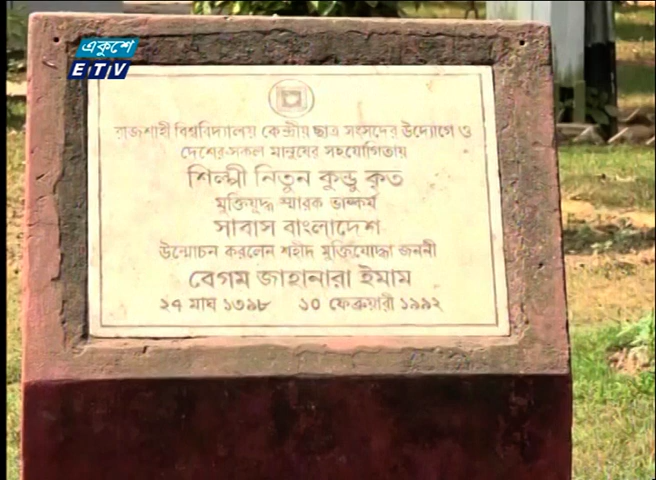 একুশে
ETV
রাজশাহী বিশ্ববিদ্যালয় কেন্দ্রীয় ছাত্র সংসদের উদ্যোগে ও
দেশের সকল মানুষের সহযোগিতায়
শিল্পী নিতুন কুন্ডু কৃত
মুক্তিযুদ্ধ স্মারক ভাস্কর্য
সাবাস বাংলাদেশ
উন্মোচন করলেন শহীদ মুক্তিযোদ্ধা জননী
বেগম জাহানারা ইমাম
২৭ মাঘ ১৩৯৮ ১০ ফেব্রুয়ারী ১৯৯২